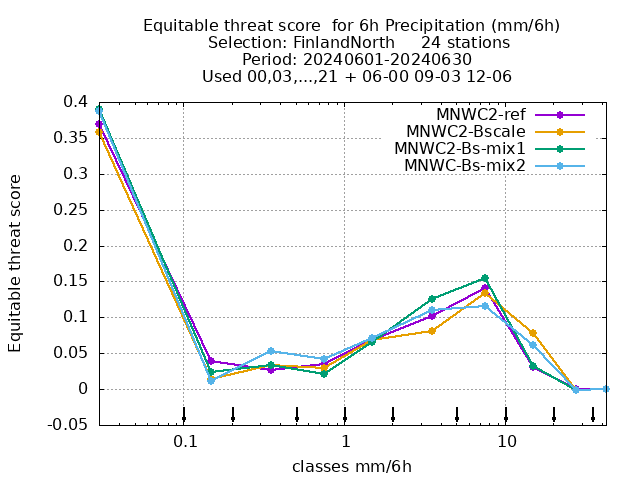 Equitable threat score  for 6h Precipitation (mm/6h)
Selection: FinlandNorth     24 stations
Period: 20240601-20240630
Used 00,03,...,21 + 06-00 09-03 12-06
MNWC2-ref
MNWC2-Bscale
MNWC2-Bs-mix1
MNWC-Bs-mix2
Equitable threat score
0.4
0.35
0.3
0.25
0.2
0.15
0.1
0.05
0
-0.05
0.1
1
10
classes mm/6h